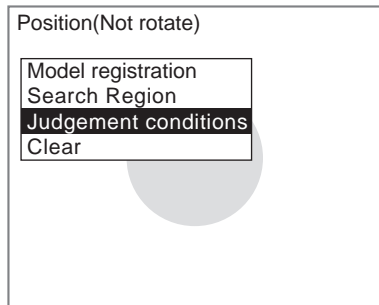 Position(Not rotate)
Model registration
Search Region
Judgement conditions
Clear